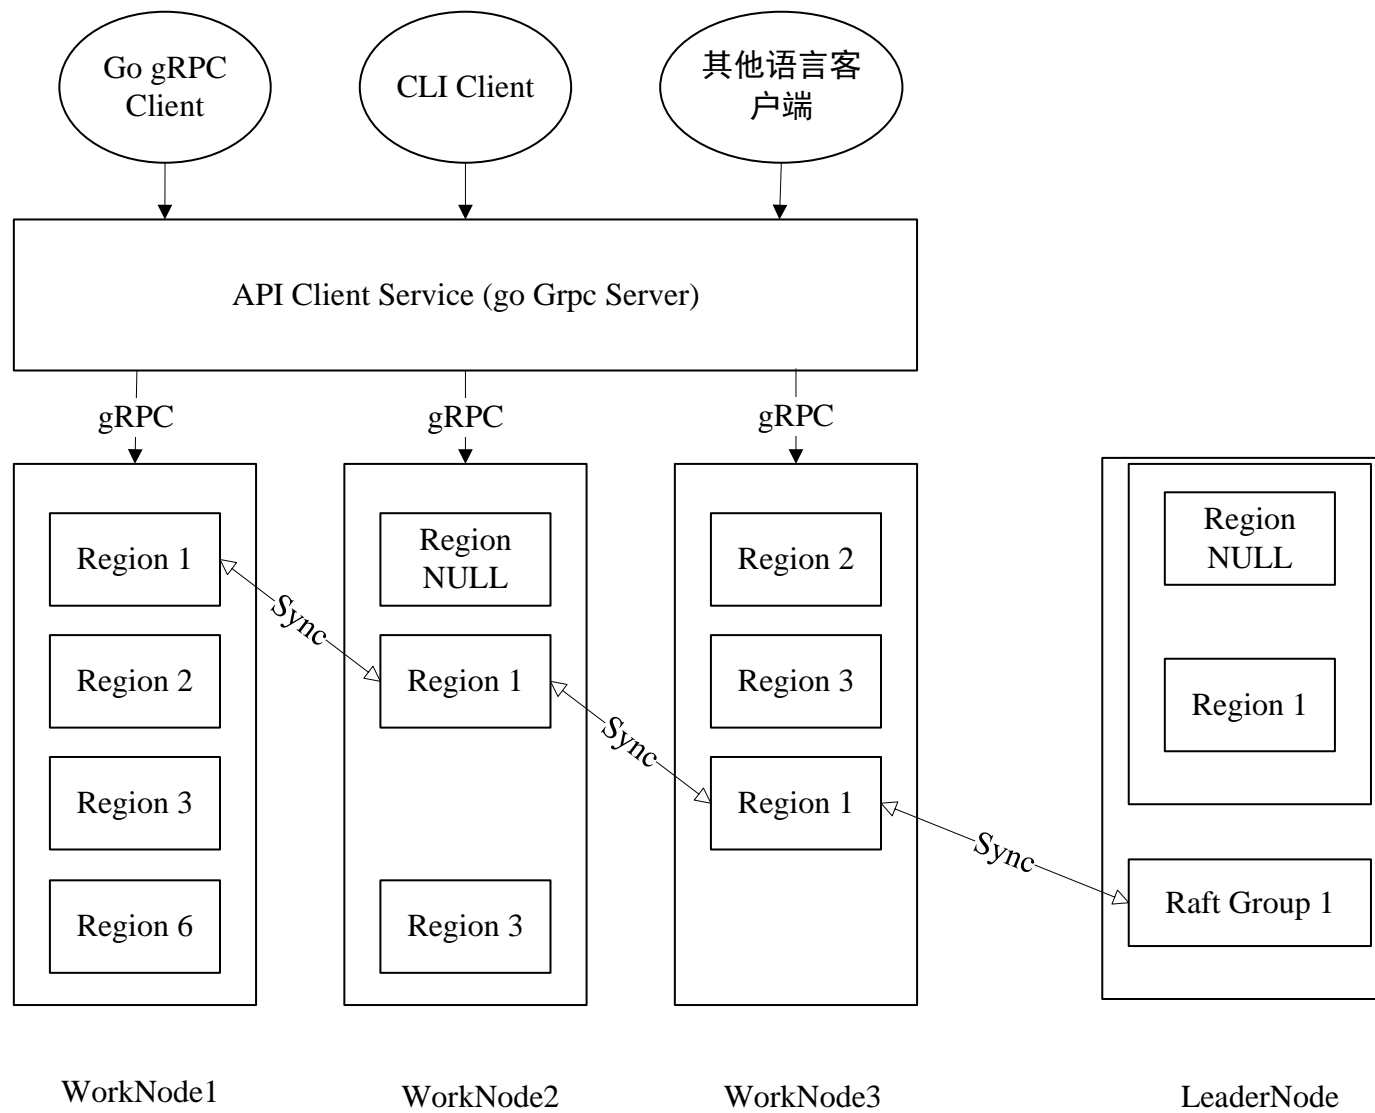 Go gRPC
Client
CLI Client
其他语言客
户端
API Client Service (go Grpc Server)
gRPC
gRPC
gRPC
Region 1
Region 2
Region 3
Region 6
Sync
Region
NULL
Region 1
Region 3
Sync
Region 2
Region 3
Region 1
Sync
Region
NULL
Region 1
Raft Group 1
WorkNode1
WorkNode2
WorkNode3
LeaderNode